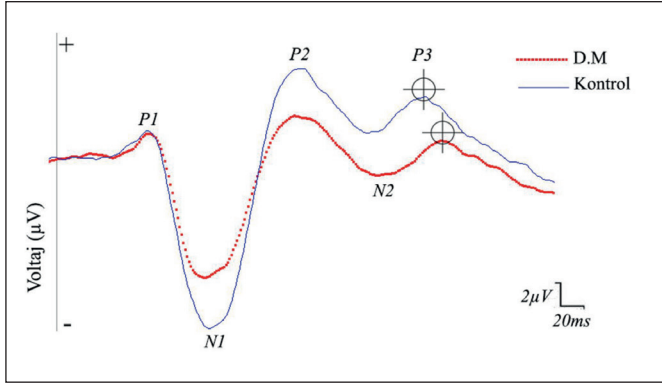 +
P2
P3
D.M
Kontrol
P1
N2
Voltaj (µV)
2µV
20ms
-
N1